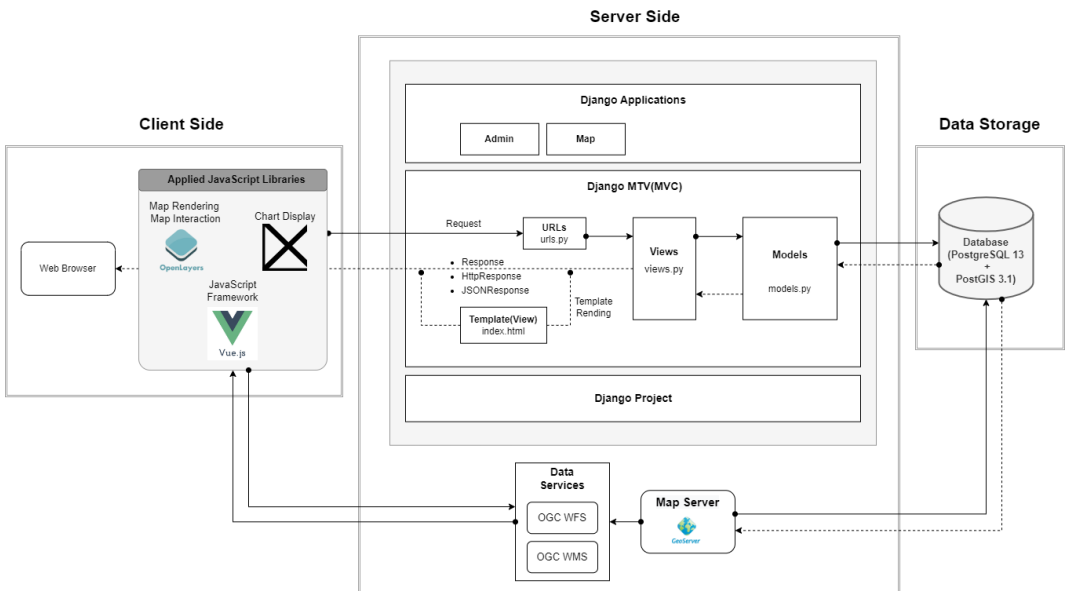 Server Side
Client Side
Data Storage
Django Applications
Admin
Map
Applied JavaScript Libraries
Map Rendering
Map Interaction
OpenLayers
Chart Display
JavaScript
Framework
Vue.js
Web Browser
Django MTV(MVC)
Request
URLs
urls.py
Views
views.py
Models
models.py
Response
HttpResponse
JSONResponse
Template(View)
index.html
Template
Rending
Database
(PostgreSQL 13
+
PostGIS 3.1)
Django Project
Data
Services
OGC WFS
OGC WMS
Map Server
GeoServer